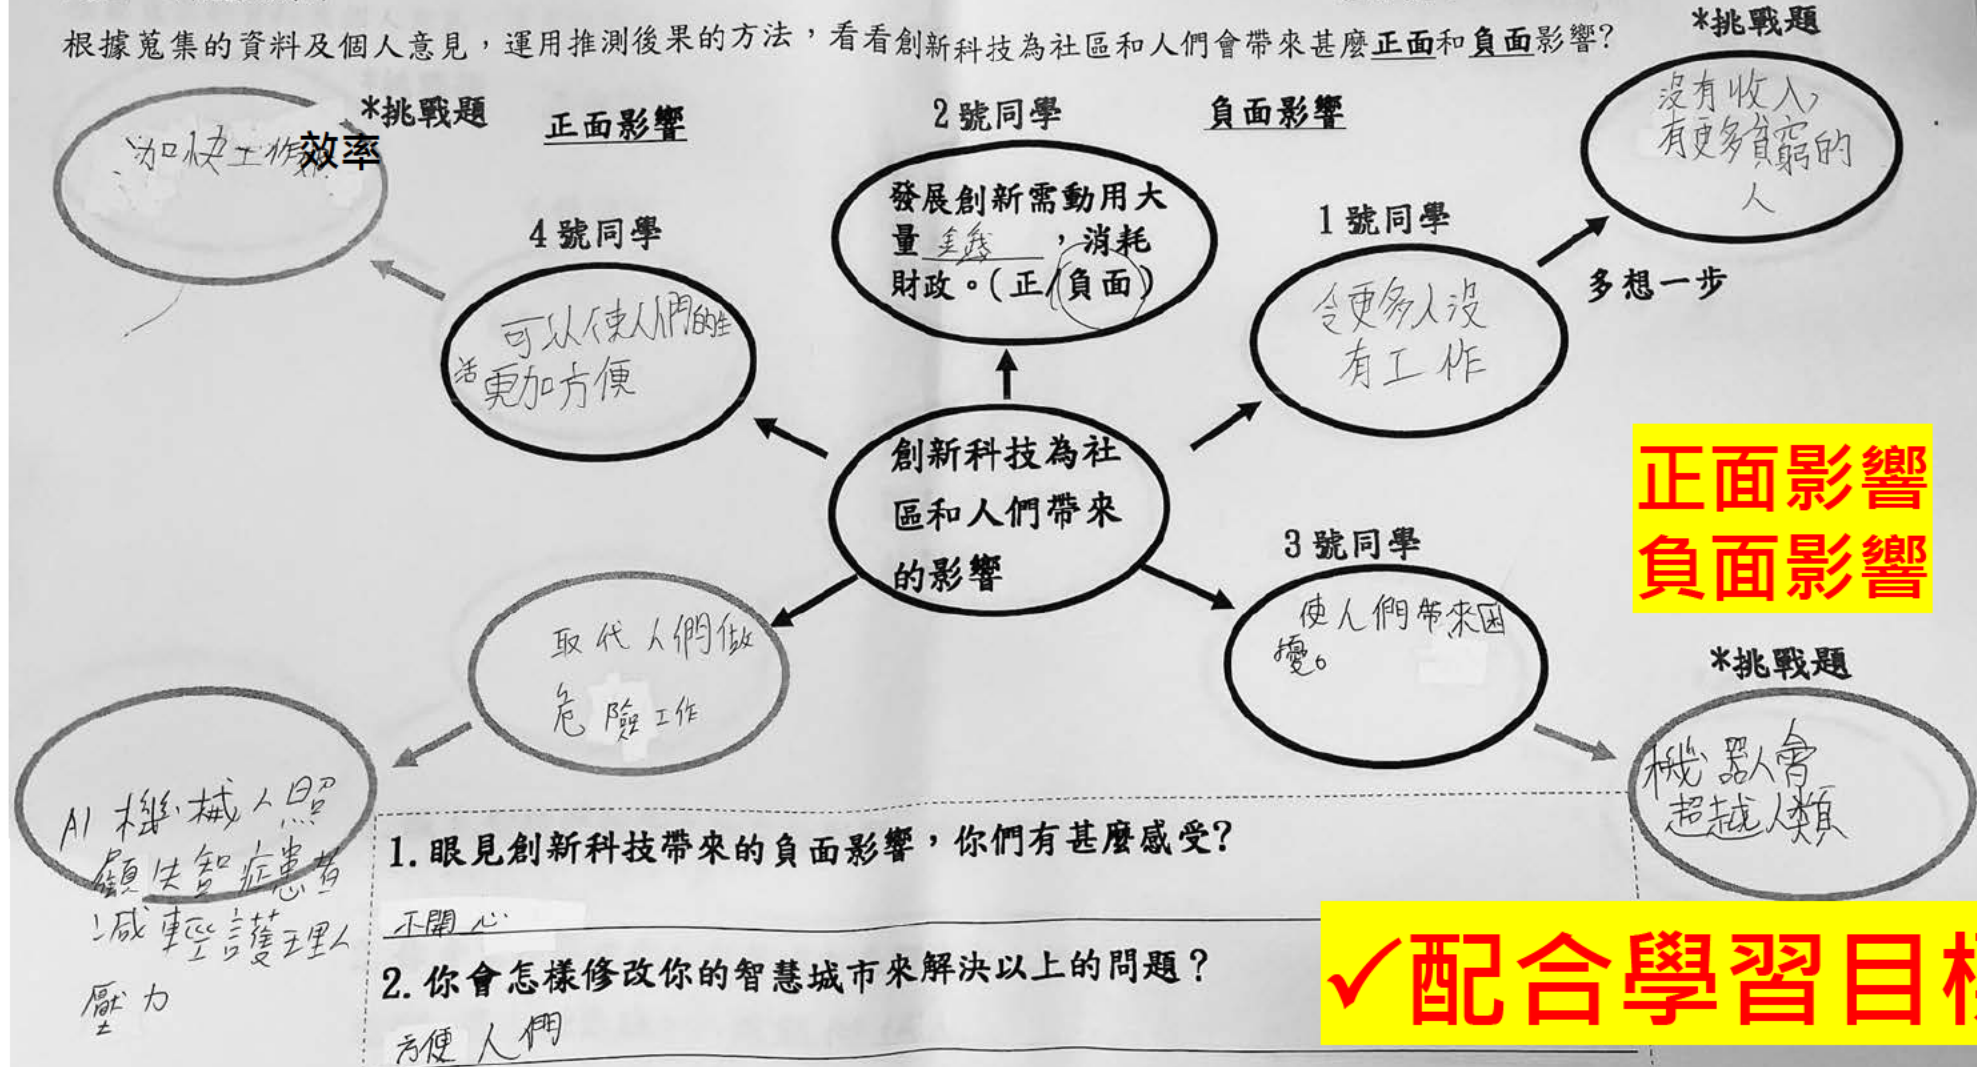 根據蒐集的資料及個人意見，運用推測後果的方法，看看創新科技為社區和人們會帶來甚麼正面和負面影響?
*挑戰題
加快工作效率
*挑戰題
正面影響
2號同學
負面影響
沒有收入，
有更多貧窮的
人
4號同學
發展創新需動用大
量金錢，消耗
財政。(正/負面)
1號同學
多想一步
可以使人們的生
活更加方便
令更多人沒
有工作
創新科技為社
區和人們帶來
的影響
正面影響
負面影響
3號同學
取代人們做
危險工作
使人們帶來困
擾。
*挑戰題
機器人會
超越人類
AI機械人照
顧失智症患者
減輕護理人
壓力
1.眼見創新科技帶來的負面影響，你們有甚麼感受?
不開心
2.你會怎樣修改你的智慧城市來解決以上的問題？
方便人們
✓配合學習目